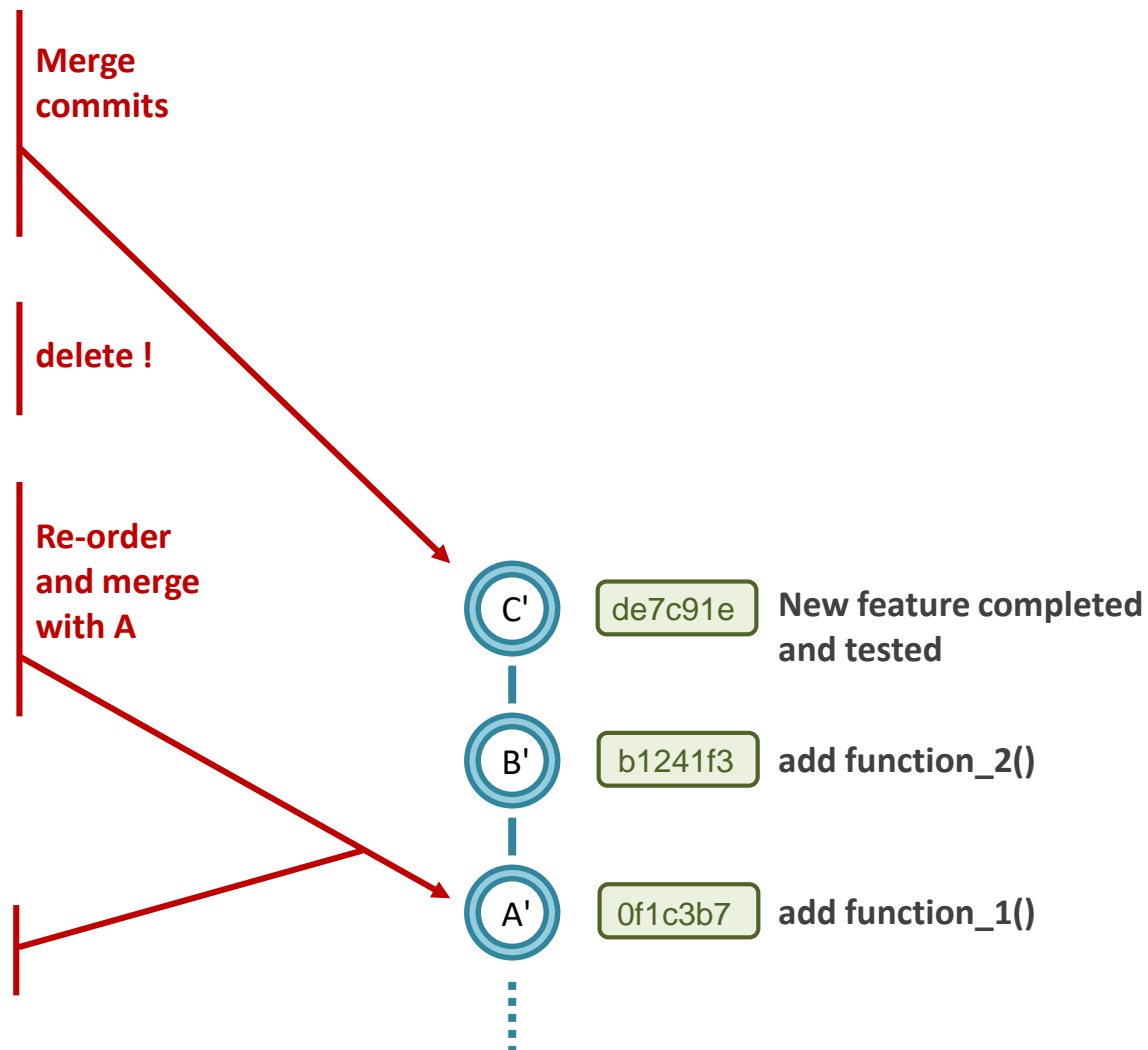 Merge
commits
delete !
Re-order
and merge
with A
C'
de7c91e
New feature completed
and tested
B'
b1241f3
add function_2()
A'
0f1c3b7
add function_1()